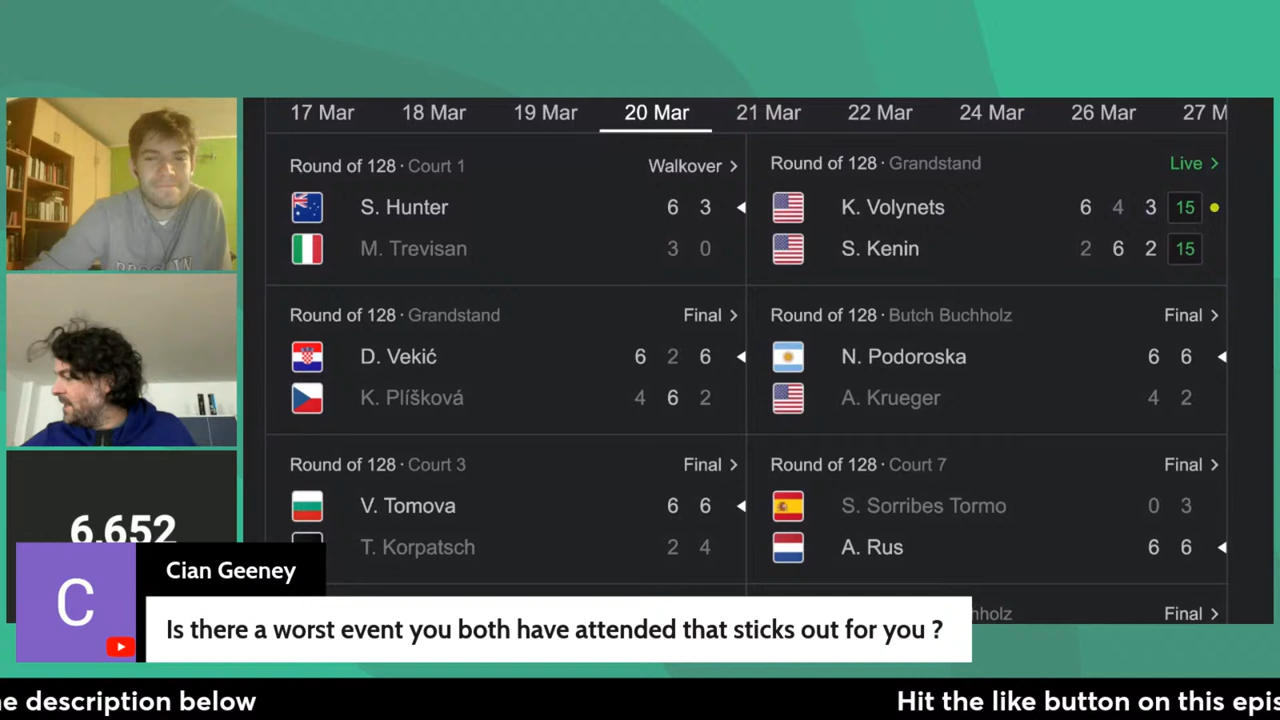 17 Mar 18 Mar 19 Mar 20 Mar 21 Mar 22 Mar 24 Mar 26 Mar 27 M
Round of 128 · Court 1 Walkover >
S. Hunter 6 3
M. Trevisan 3 0
Round of 128 · Grandstand Live >
K. Volynets 6 4 3 15
S. Kenin 2 6 2 15
Round of 128 · Grandstand Final >
D. Vekić 6 2 6
K. Plíšková 4 6 2
Round of 128 · Butch Buchholz Final >
N. Podoroska 6 6
A. Krueger 4 2
Round of 128 · Court 3 Final >
V. Tomova 6 6
T. Korpatsch 2 4
Round of 128 · Court 7 Final >
S. Sorribes Tormo 0 3
A. Rus 6 6
nholz Final >
6,652
C
Cian Geeney
Is there a worst event you both have attended that sticks out for you ?
ne description below Hit the like button on this epis